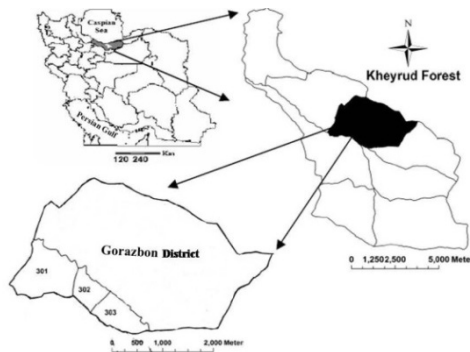 Caspian
Sea
Persian Gulf
Kms
120 240
N
Kheyrud Forest
0 1,250 2,500 5,000 Meter
Gorazbon District
301
302
303
0 500 1,000 2,000 Meter